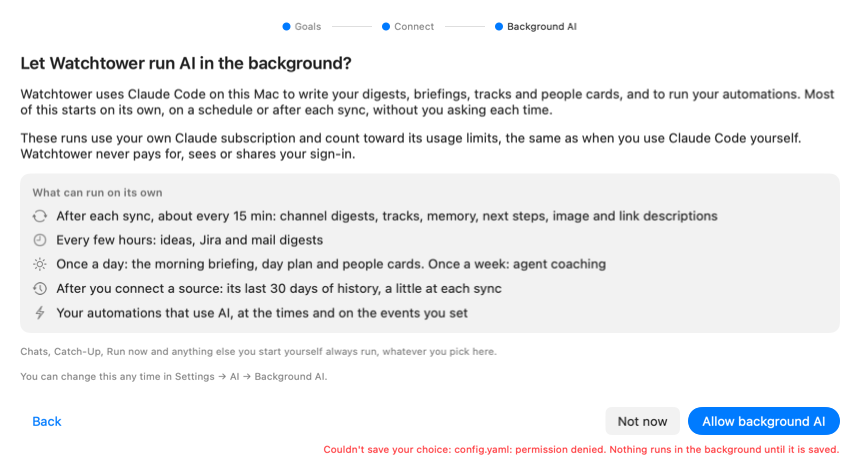 Goals
Connect
Background AI
Let Watchtower run AI in the background?
Watchtower uses Claude Code on this Mac to write your digests, briefings, tracks and people cards, and to run your automations. Most
of this starts on its own, on a schedule or after each sync, without you asking each time.
These runs use your own Claude subscription and count toward its usage limits, the same as when you use Claude Code yourself.
Watchtower never pays for, sees or shares your sign-in.
What can run on its own
After each sync, about every 15 min: channel digests, tracks, memory, next steps, image and link descriptions
Every few hours: ideas, Jira and mail digests
Once a day: the morning briefing, day plan and people cards. Once a week: agent coaching
After you connect a source: its last 30 days of history, a little at each sync
Your automations that use AI, at the times and on the events you set
Chats, Catch-Up, Run now and anything else you start yourself always run, whatever you pick here.
You can change this any time in Settings → AI → Background AI.
Back
Not now
Allow background AI
Couldn't save your choice: config.yaml: permission denied. Nothing runs in the background until it is saved.